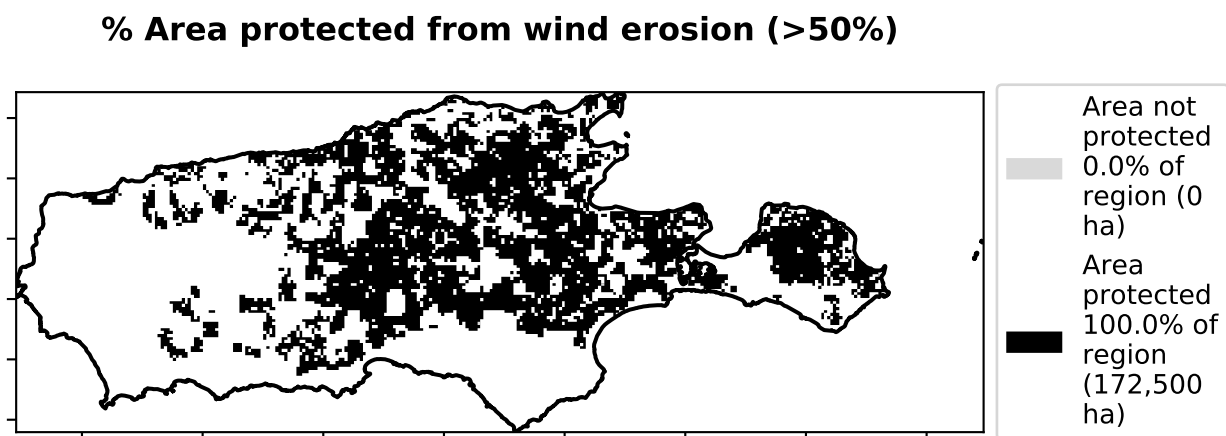 % Area protected from wind erosion (>50%)
Area not
protected
0.0% of
region (0
ha)
Area
protected
100.0% of
region
(172,500
ha)